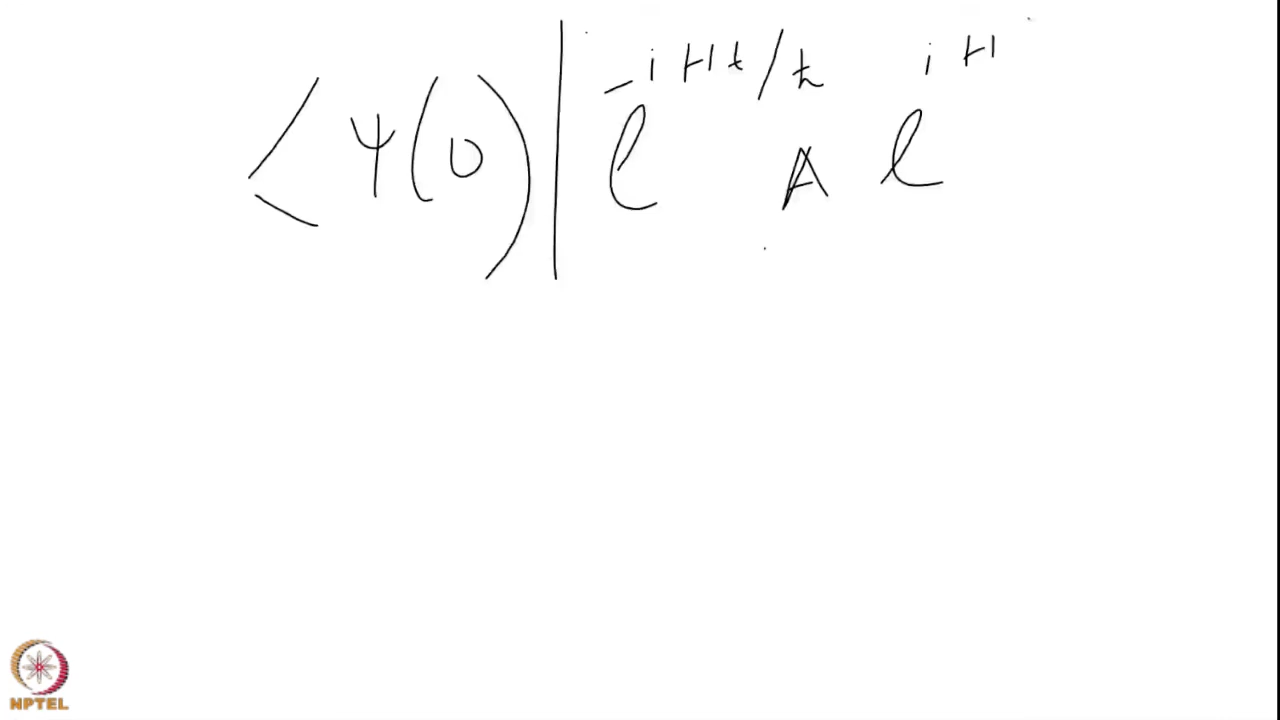 ⟨ψ(0)| e^{-iHt/ħ} A e^{iH
NPTEL